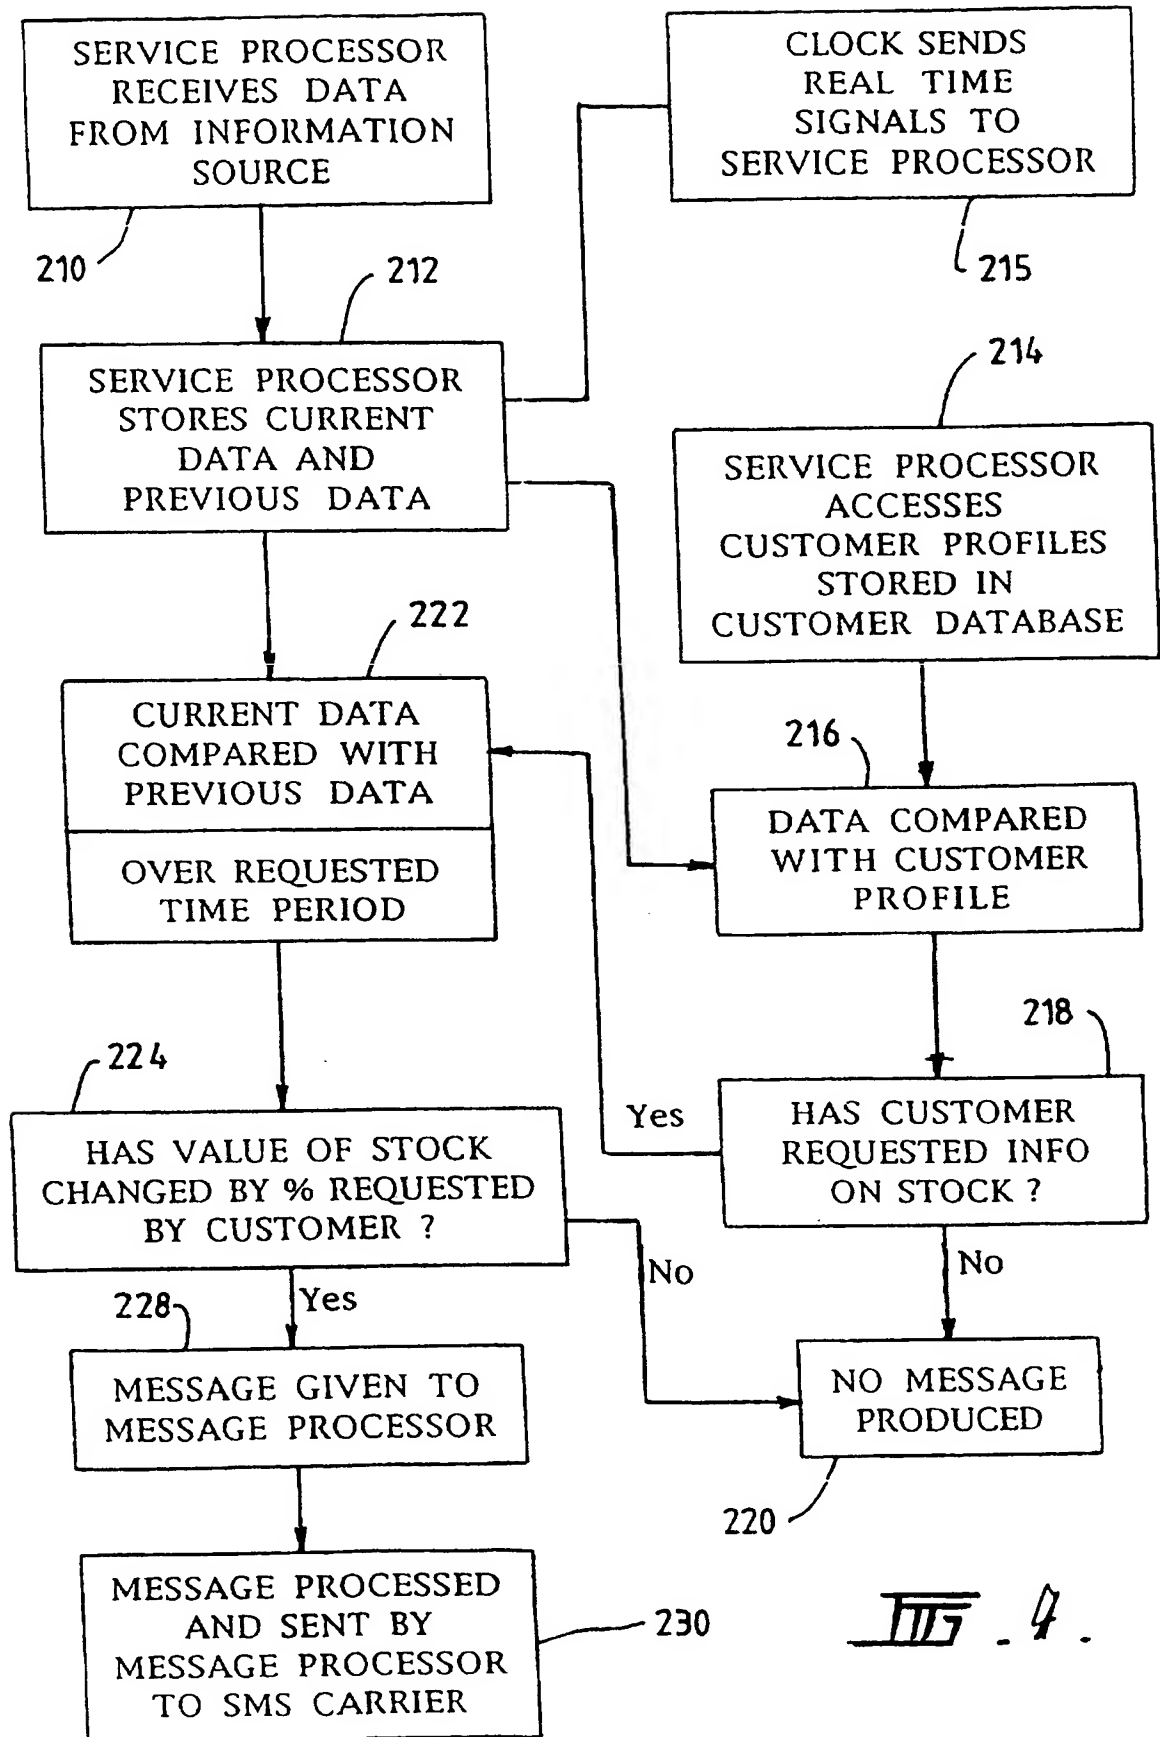 SERVICE PROCESSOR
RECEIVES DATA
FROM INFORMATION
SOURCE
210
CLOCK SENDS
REAL TIME
SIGNALS TO
SERVICE PROCESSOR
215
212
SERVICE PROCESSOR
STORES CURRENT
DATA AND
PREVIOUS DATA
214
SERVICE PROCESSOR
ACCESSES
CUSTOMER PROFILES
STORED IN
CUSTOMER DATABASE
222
CURRENT DATA
COMPARED WITH
PREVIOUS DATA
OVER REQUESTED
TIME PERIOD
216
DATA COMPARED
WITH CUSTOMER
PROFILE
218
HAS CUSTOMER
REQUESTED INFO
ON STOCK ?
Yes
No
224
HAS VALUE OF STOCK
CHANGED BY % REQUESTED
BY CUSTOMER ?
No
Yes
228
MESSAGE GIVEN TO
MESSAGE PROCESSOR
NO MESSAGE
PRODUCED
220
MESSAGE PROCESSED
AND SENT BY
MESSAGE PROCESSOR
TO SMS CARRIER
230